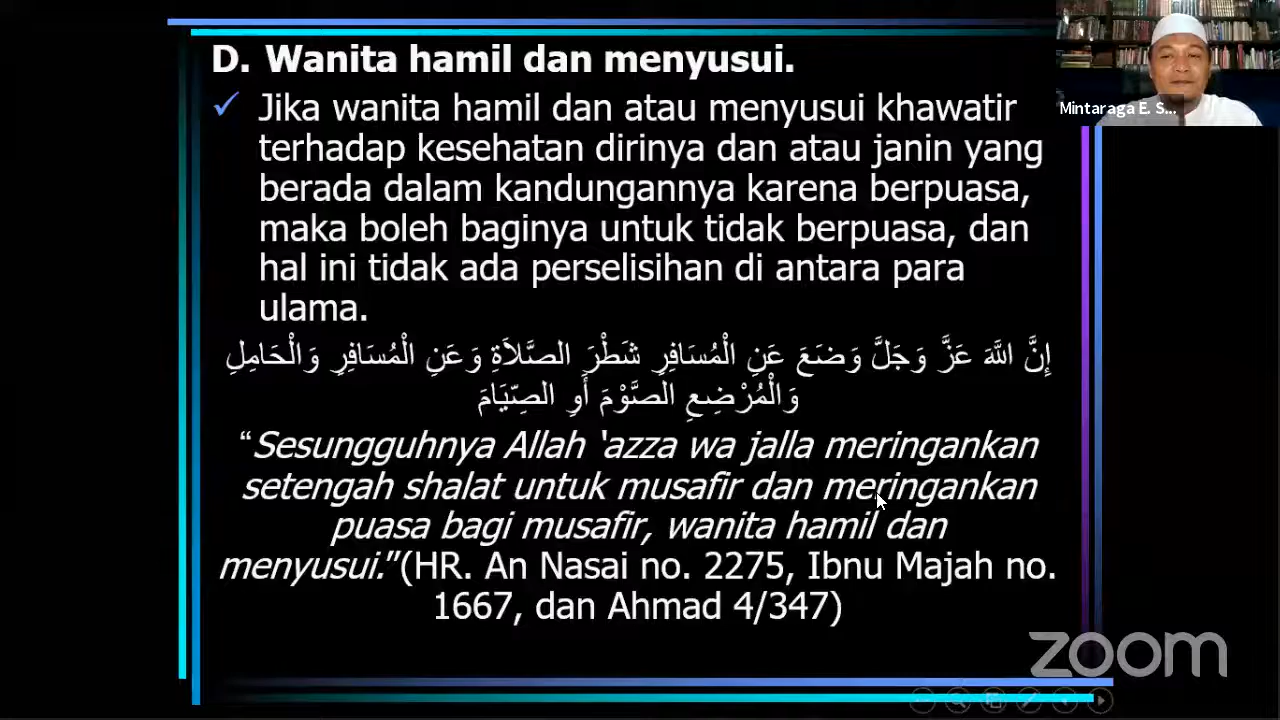 D. Wanita hamil dan menyusui.
✓ Jika wanita hamil dan atau menyusui khawatir
terhadap kesehatan dirinya dan atau janin yang
berada dalam kandungannya karena berpuasa,
maka boleh baginya untuk tidak berpuasa, dan
hal ini tidak ada perselisihan di antara para
ulama.
إِنَّ اللَّهَ عَزَّ وَجَلَّ وَضَعَ عَنِ الْمُسَافِرِ شَطْرَ الصَّلاَةِ وَعَنِ الْمُسَافِرِ وَالْحَامِلِ
وَالْمُرْضِعِ الصَّوْمَ أَوِ الصِّيَامَ
“Sesungguhnya Allah ‘azza wa jalla meringankan
setengah shalat untuk musafir dan meringankan
puasa bagi musafir, wanita hamil dan
menyusui.”(HR. An Nasai no. 2275, Ibnu Majah no.
1667, dan Ahmad 4/347)
Mintaraga E. S...
zoom